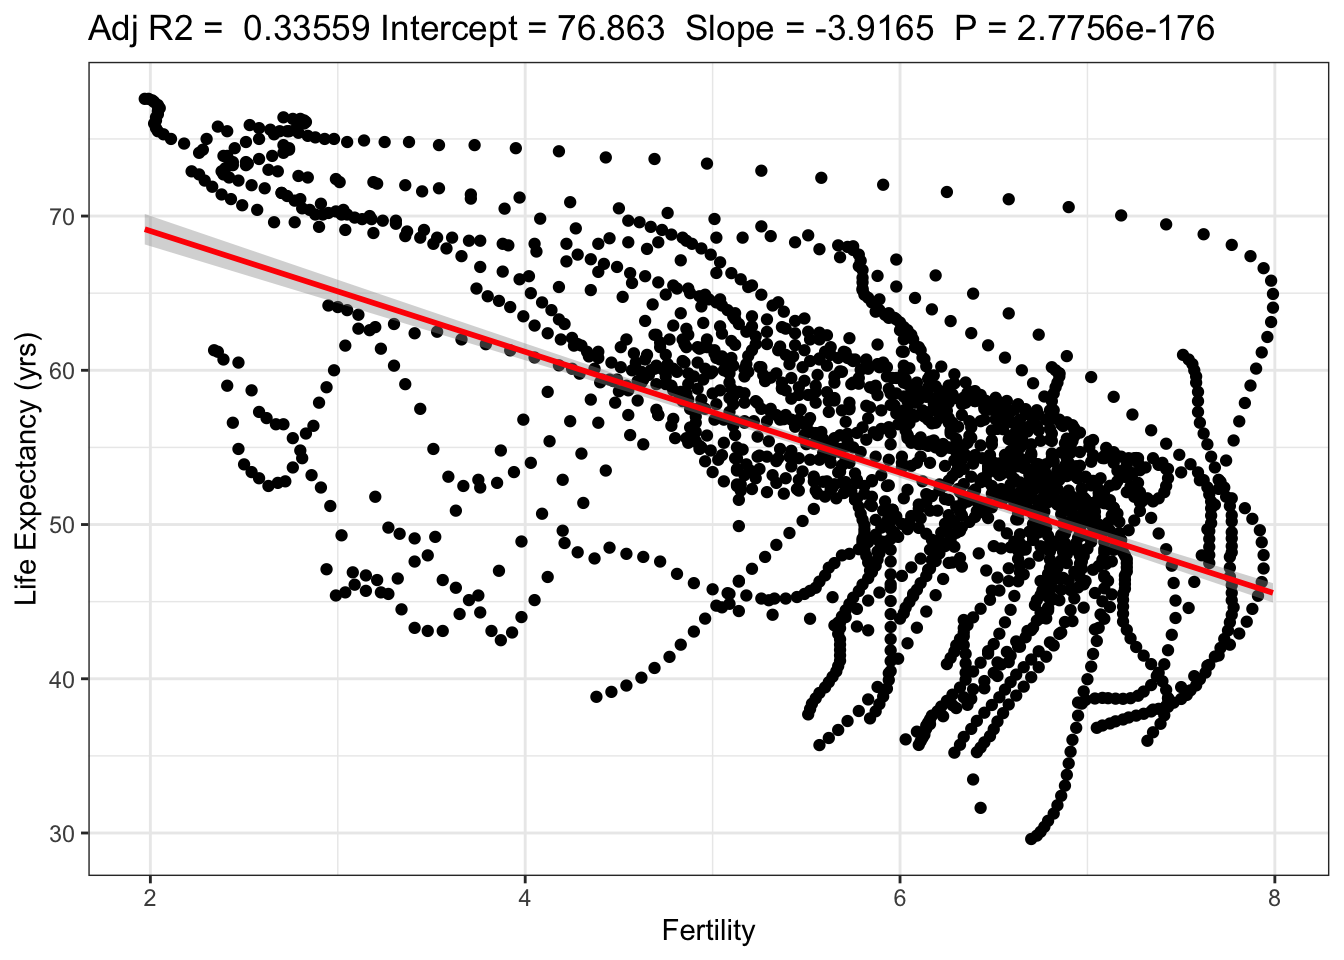 Adj R2 =  0.33559 Intercept = 76.863  Slope = -3.9165  P = 2.7756e-176
Life Expectancy (yrs)
70
60
50
40
30
2 4 6 8
Fertility